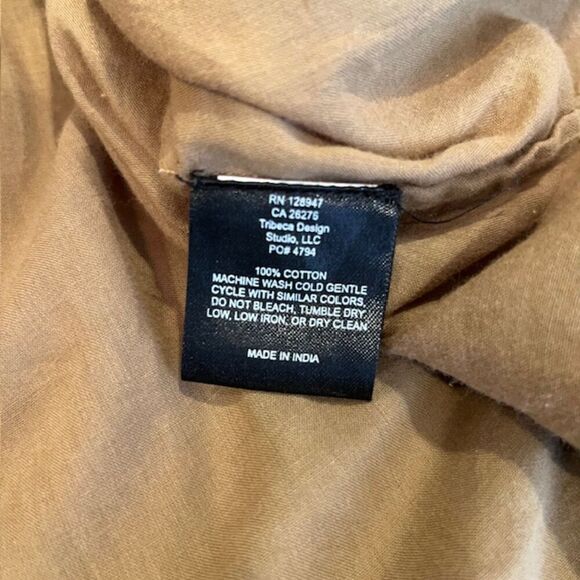 RN 128947
CA 26276
Tribeca Design
Studio, LLC
PO# 4794
100% COTTON
MACHINE WASH COLD GENTLE
CYCLE WITH SIMILAR COLORS,
DO NOT BLEACH, TUMBLE DRY
LOW, LOW IRON, OR DRY CLEAN
MADE IN INDIA